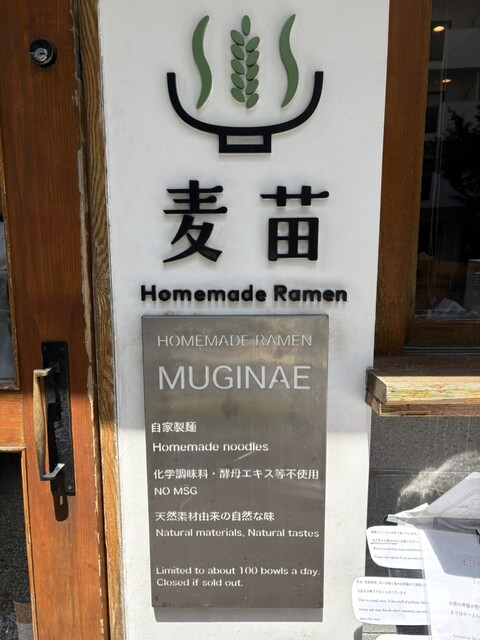 麦苗
Homemade Ramen
HOMEMADE RAMEN
MUGINAE
自家製麺
Homemade noodles
化学調味料・酵母エキス等不使用
NO MSG
天然素材由来の自然な味
Natural materials, Natural tastes
Limited to about 100 bowls a day.
Closed if sold out.